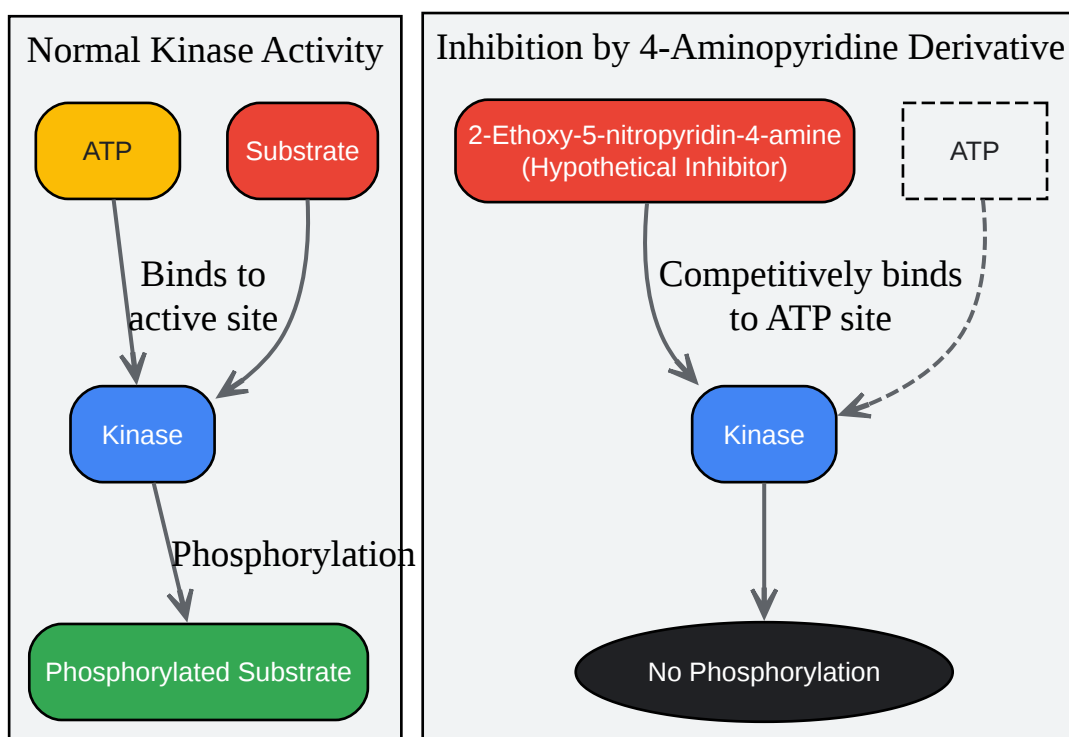 Normal Kinase Activity
ATP
Substrate
Binds to
active site
Kinase
Phosphorylation
Phosphorylated Substrate
Inhibition by 4-Aminopyridine Derivative
2-Ethoxy-5-nitropyridin-4-amine
(Hypothetical Inhibitor)
ATP
Competitively binds
to ATP site
Kinase
No Phosphorylation